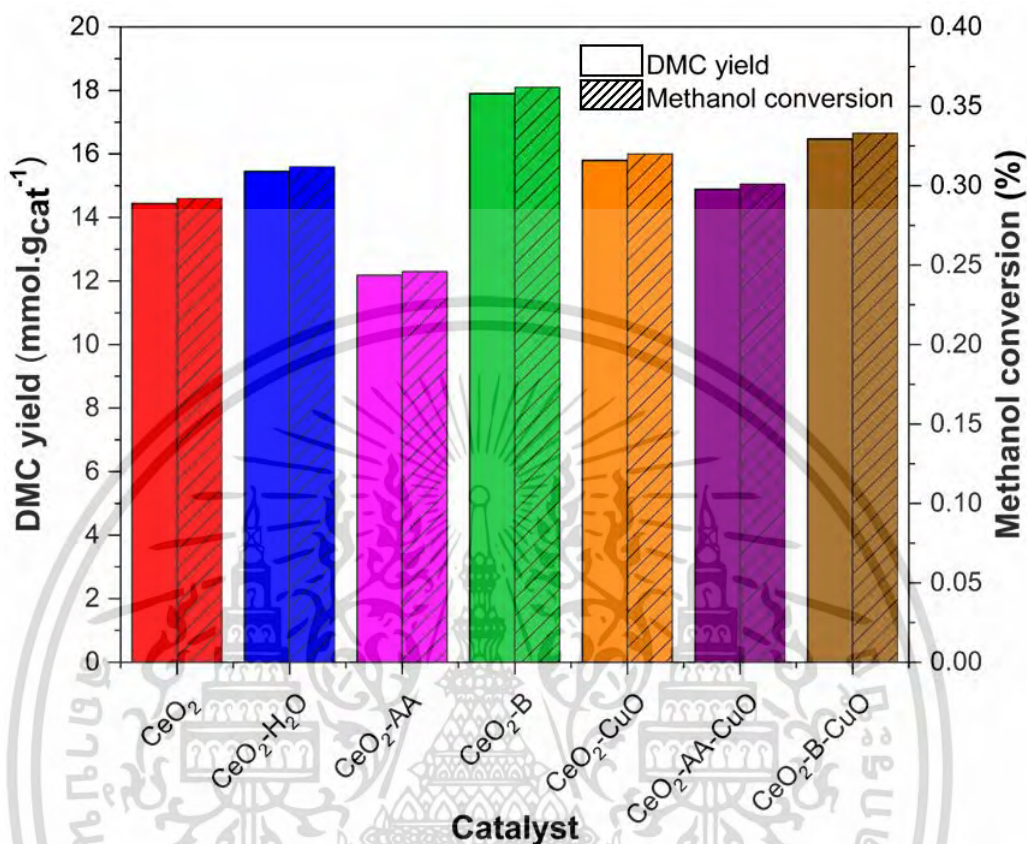 DMC yield
Methanol conversion
DMC yield (mmol.gcat⁻¹)
20
18
16
14
12
10
8
6
4
2
0
0.40
0.35
0.30
0.25
0.20
0.15
0.10
0.05
0.00
Methanol conversion (%)
CeO₂
CeO₂-H₂O
CeO₂-AA
CeO₂-B
CeO₂-CuO
CeO₂-AA-CuO
CeO₂-B-CuO
Catalyst